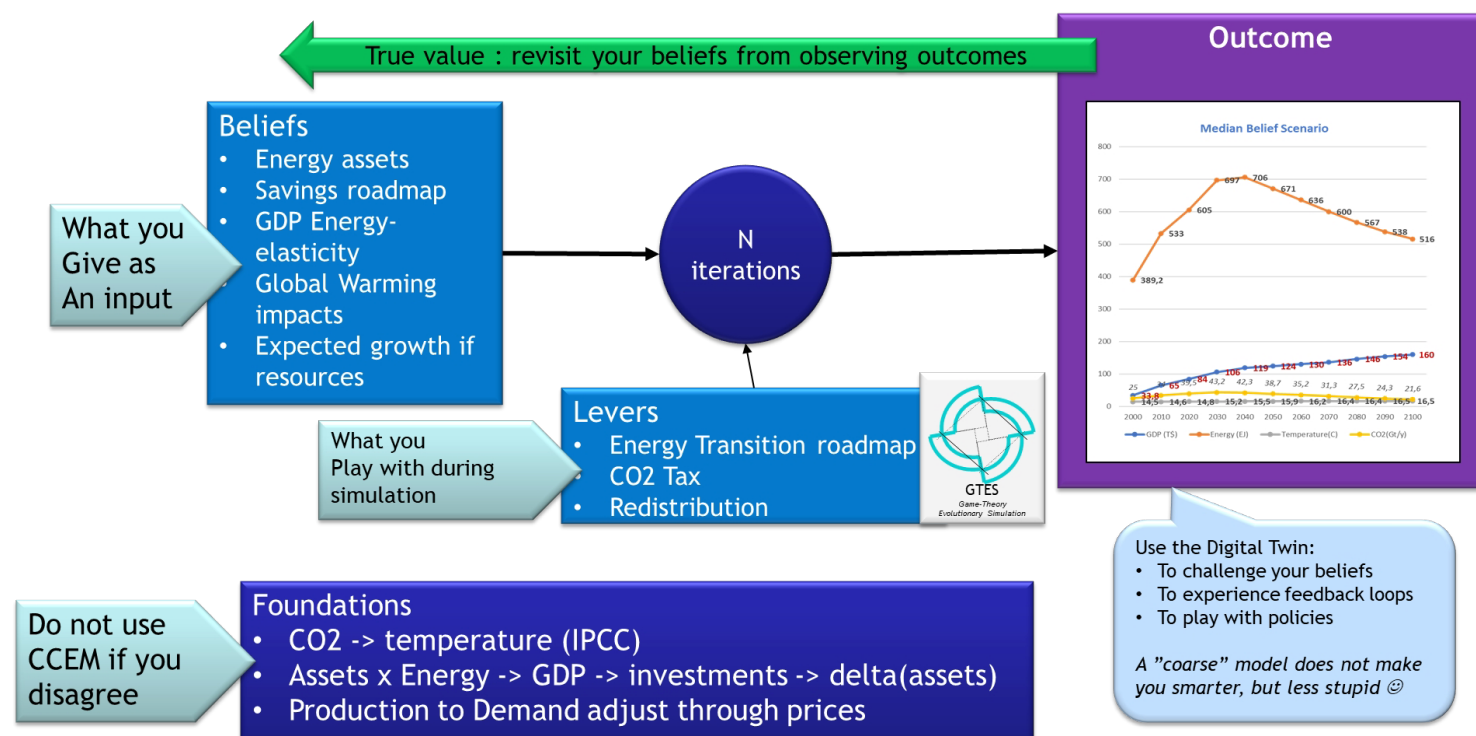 True value : revisit your beliefs from observing outcomes
Outcome
Beliefs
• Energy assets
• Savings roadmap
• GDP Energy-
elasticity
• Global Warming
impacts
• Expected growth if
resources
What you
Give as
An input
N
iterations
Median Belief Scenario
800
700
600
500
400
300
200
100
0
389,2
533
605
697
706
671
636
600
567
538
516
33,8
65
84
106
119
124
130
136
146
154
160
25
39,5
43,2
42,3
38,7
35,2
31,3
27,5
24,3
21,6
14,5
14,6
14,8
15,2
15,5
15,9
16,2
16,4
16,5
16,5
2000 2010 2020 2030 2040 2050 2060 2070 2080 2090 2100
GDP (T$) Energy (EJ) Temperature(C) CO2(Gt/y)
What you
Play with during
simulation
Levers
• Energy Transition roadmap
• CO2 Tax
• Redistribution
GTES
Game-Theory
Evolutionary Simulation
Use the Digital Twin:
• To challenge your beliefs
• To experience feedback loops
• To play with policies
A ”coarse” model does not make
you smarter, but less stupid ☺
Do not use
CCEM if you
disagree
Foundations
• CO2 -> temperature (IPCC)
• Assets x Energy -> GDP -> investments -> delta(assets)
• Production to Demand adjust through prices